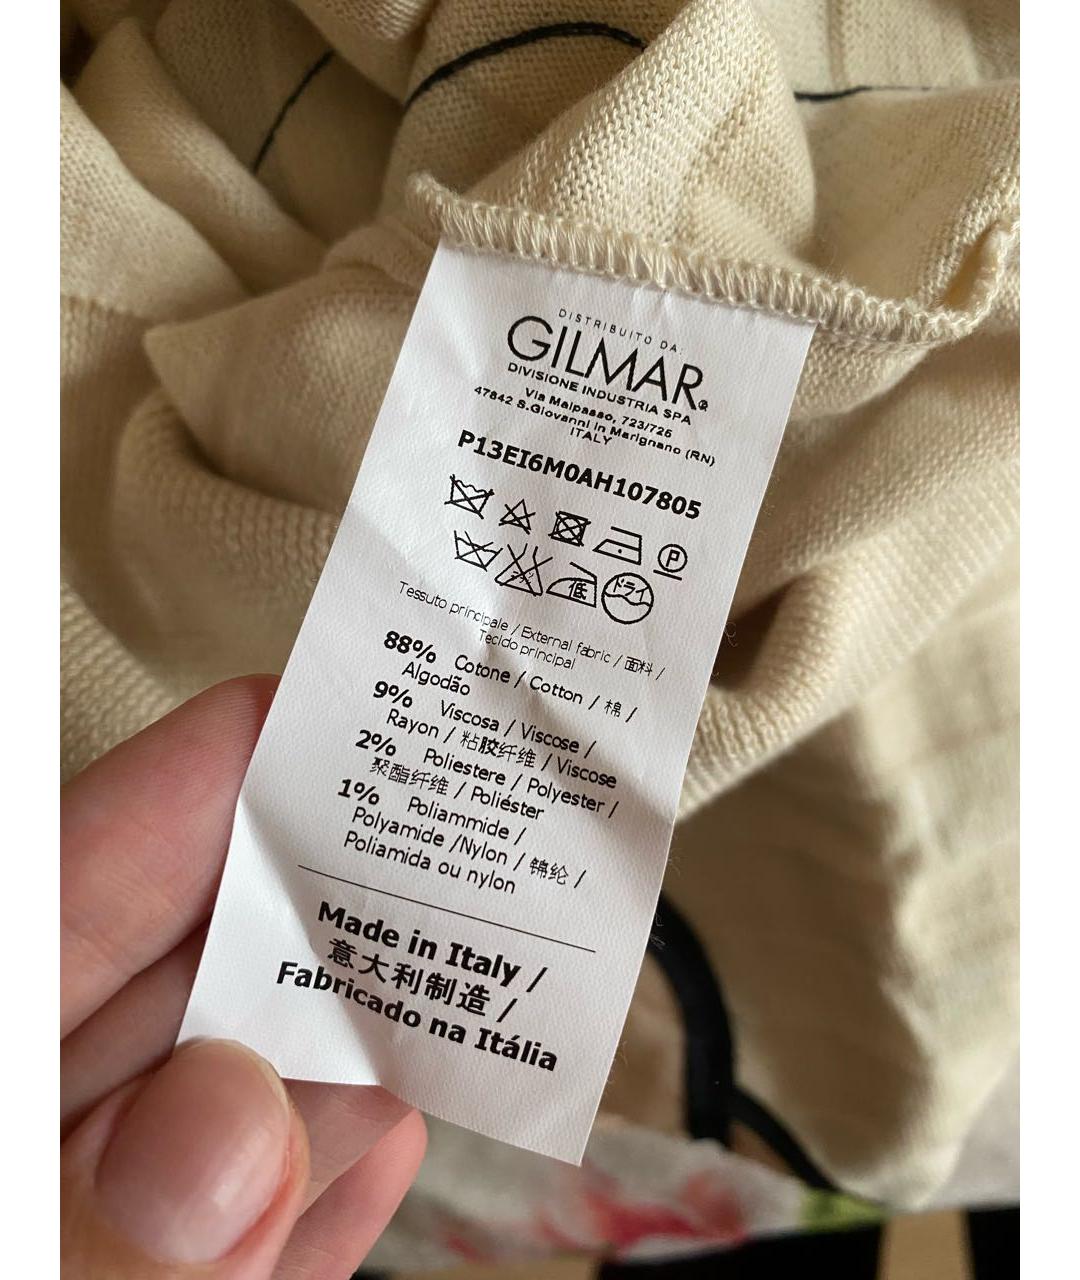 DISTRIBUITO DA:
GILMAR®
DIVISIONE INDUSTRIA SPA
Via Malpasso, 723/725
47842 S.Giovanni in Marignano (RN)
ITALY
P13EI6M0AH107805
P
低 ドライ
Tessuto principale / External fabric / 面料 /
Tecido principal
88% Cotone / Cotton / 棉 /
Algodão
9% Viscosa / Viscose /
Rayon / 粘胶纤维 / Viscose
2% Poliestere / Polyester /
聚酯纤维 / Poliéster
1% Poliammide /
Polyamide /Nylon / 锦纶 /
Poliamida ou nylon
Made in Italy /
意大利制造 /
Fabricado na Itália